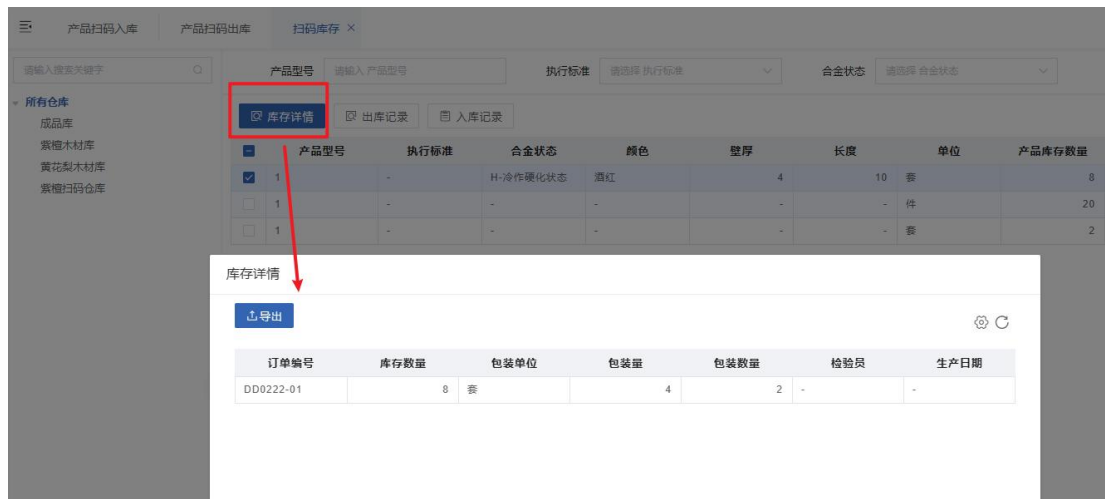 产品扫码入库 产品扫码出库 扫码库存 ×
请输入搜索关键字 产品型号 请输入 产品型号 执行标准 请选择 执行标准 合金状态 请选择 合金状态
所有仓库
成品库
紫檀木材库
黄花梨木材库
紫檀扫码仓库
库存详情 出库记录 入库记录
产品型号 执行标准 合金状态 颜色 壁厚 长度 单位 产品库存数量
1 - H-冷作硬化状态 酒红 4 10 套 8
1 - - - - - 件 20
1 - - - - - 套 2
库存详情
导出
订单编号 库存数量 包装单位 包装量 包装数量 检验员 生产日期
DD0222-01 8 套 4 2 - -